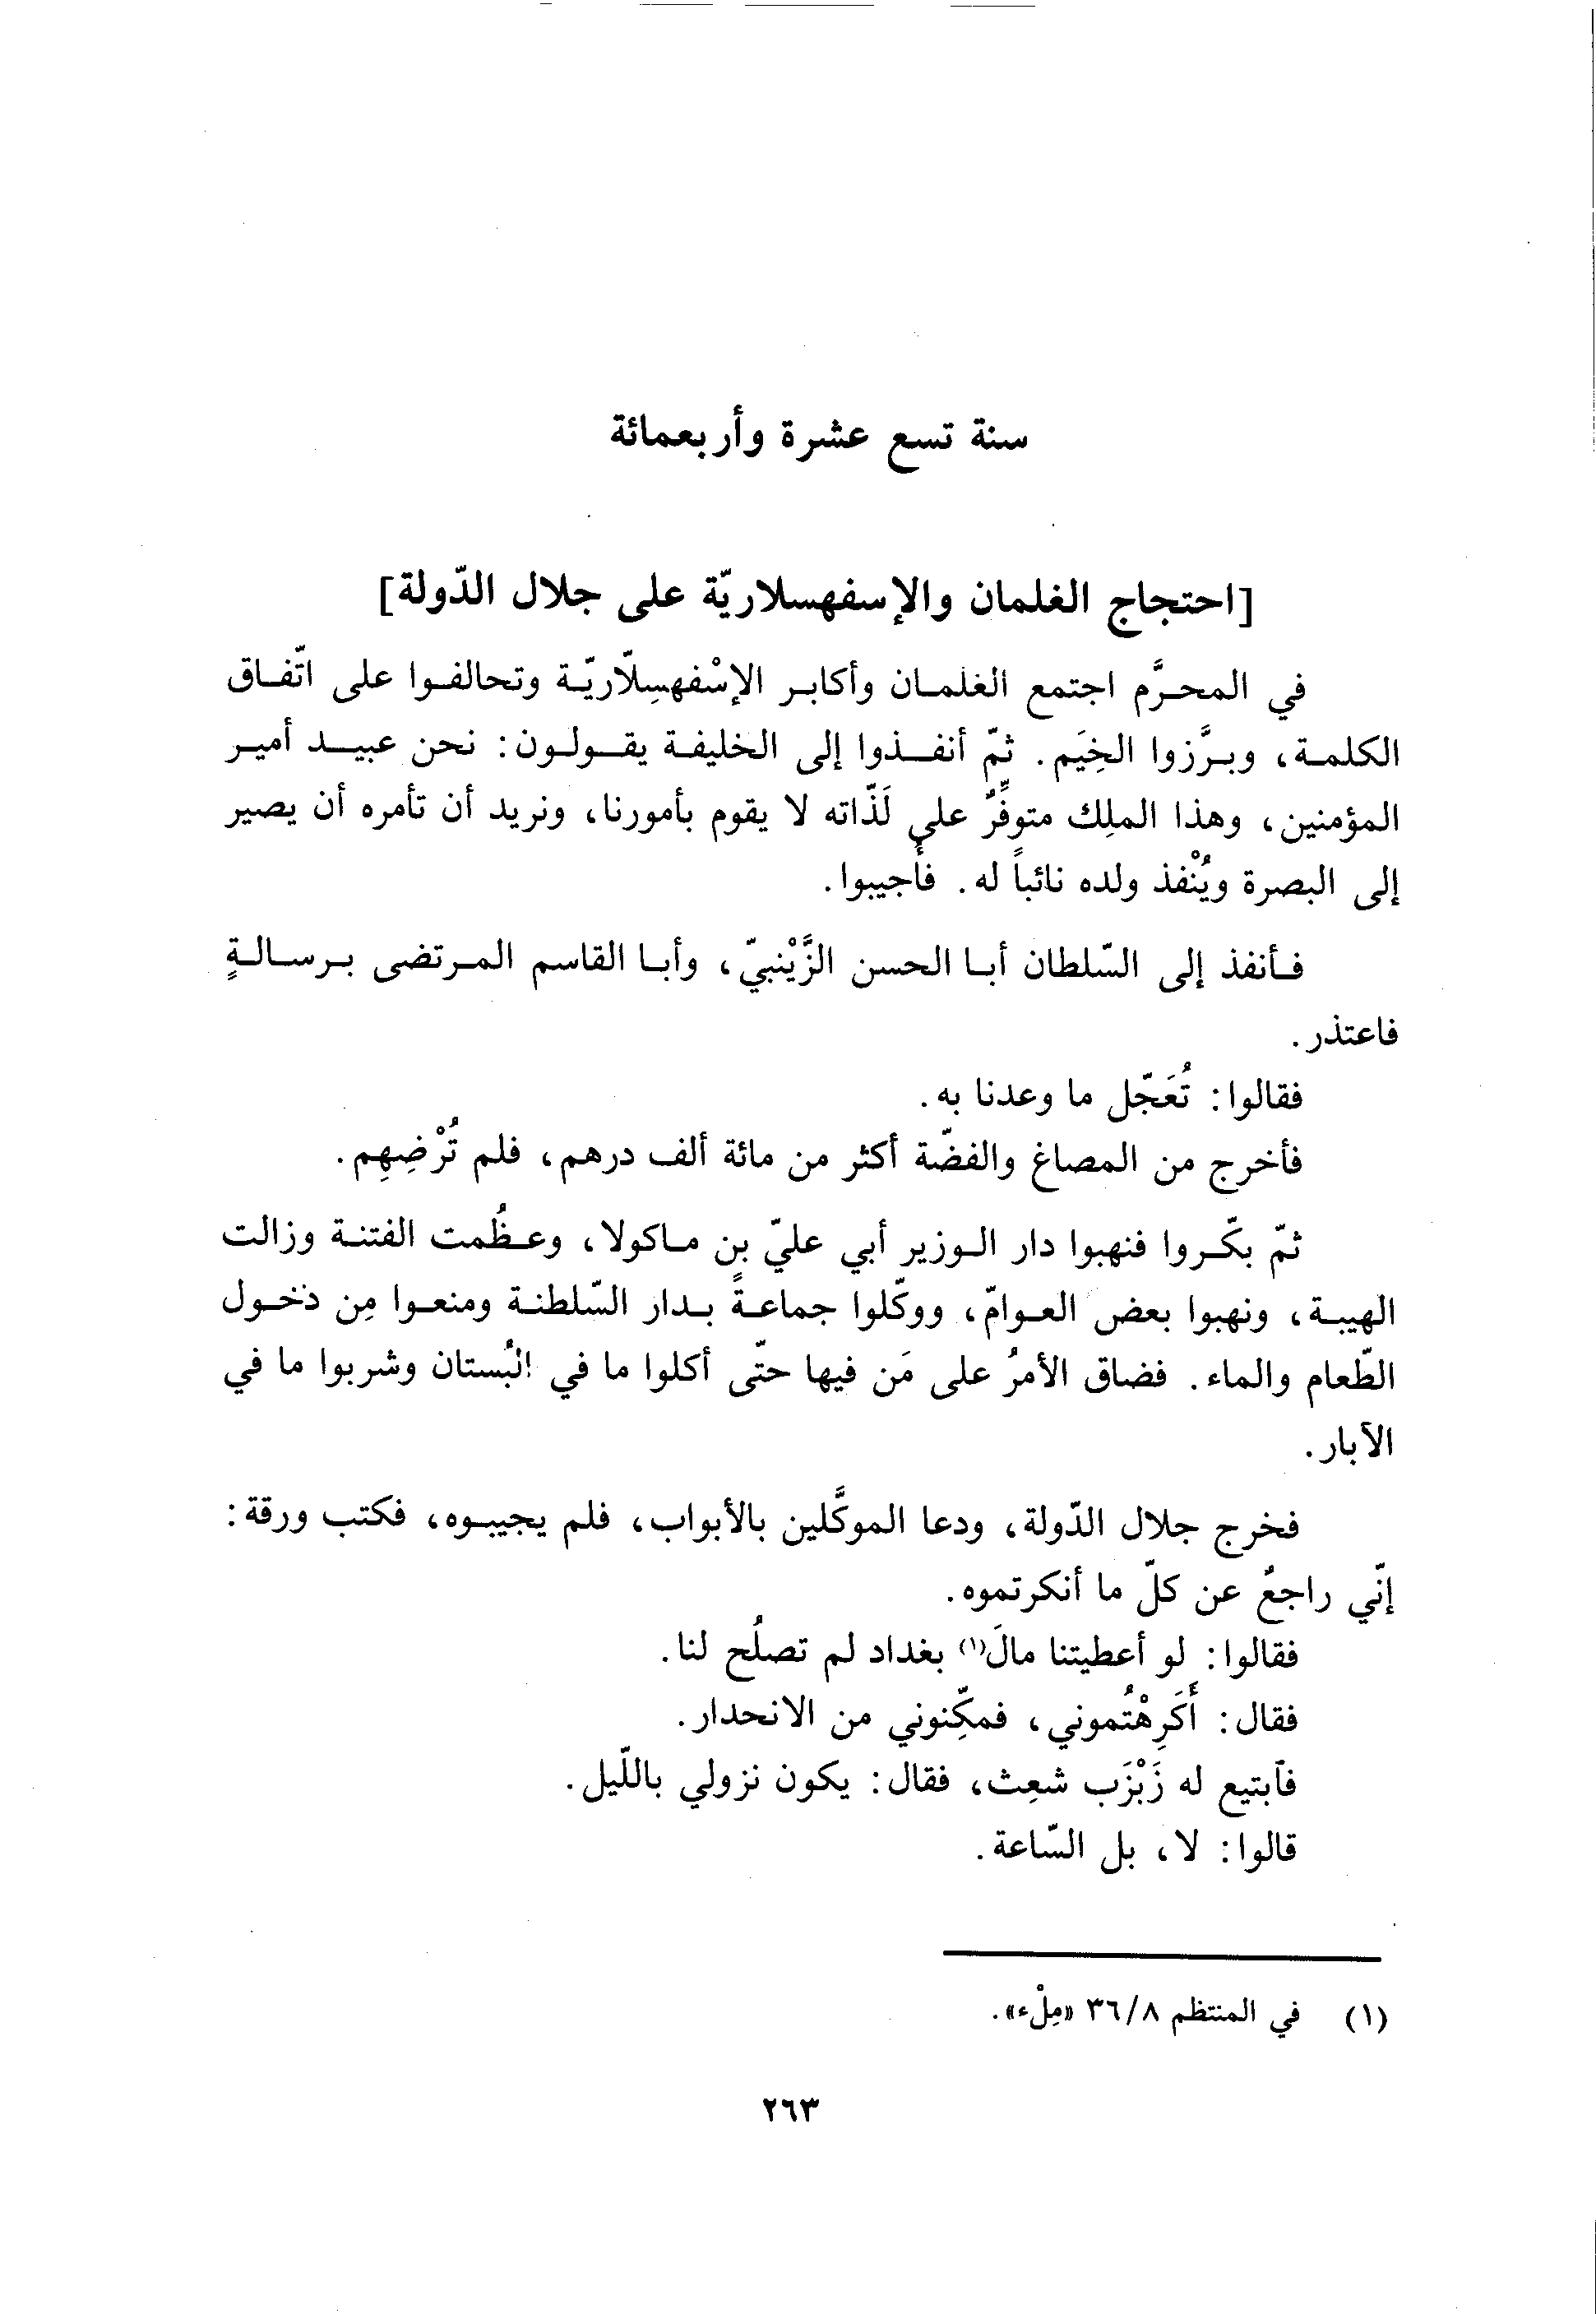 سنة تسع عشرة وأربعمائة
[احتجاج الغلمان والإسفهسلاريّة على جلال الدّولة]
في المحرَّم اجتمع الغلمان وأكابر الإسْفهسِلّاريّة وتحالفوا على اتّفاق
الكلمة، وبرَّزوا الخِيَم. ثمّ أنفذوا إلى الخليفة يقولون: نحن عبيد أمير
المؤمنين، وهذا الملِك متوفِّرٌ على لَذّاته لا يقوم بأمورنا، ونريد أن تأمره أن يصير
إلى البصرة ويُنْفذ ولده نائباً له. فأُجيبوا.
فأنفذ إلى السّلطان أبا الحسن الزَّيْنبيّ، وأبا القاسم المرتضى برسالةٍ
فاعتذر.
فقالوا: تُعَجّل ما وعدنا به.
فأخرج من المصاغ والفضّة أكثر من مائة ألف درهم، فلم تُرْضِهِم.
ثمّ بكّروا فنهبوا دار الوزير أبي عليّ بن ماكولا، وعظُمت الفتنة وزالت
الهيبة، ونهبوا بعض العوامّ، ووكّلوا جماعةً بدار السّلطنة ومنعوا مِن دخول
الطّعام والماء. فضاق الأمرُ على مَن فيها حتّى أكلوا ما في البُستان وشربوا ما في
الآبار.
فخرج جلال الدّولة، ودعا الموكَّلين بالأبواب، فلم يجيبوه، فكتب ورقة:
إنّي راجعٌ عن كلّ ما أنكرتموه.
فقالوا: لو أعطيتنا مالَ(١) بغداد لم تصلُح لنا.
فقال: أَكَرِهْتُموني، فمكِّنوني من الانحدار.
فآبتيع له زَبْزَب شعِث، فقال: يكون نزولي باللّيل.
قالوا: لا، بل السّاعة.
(١) في المنتظم ٣٦/٨ «مِلْء».
٢٦٣